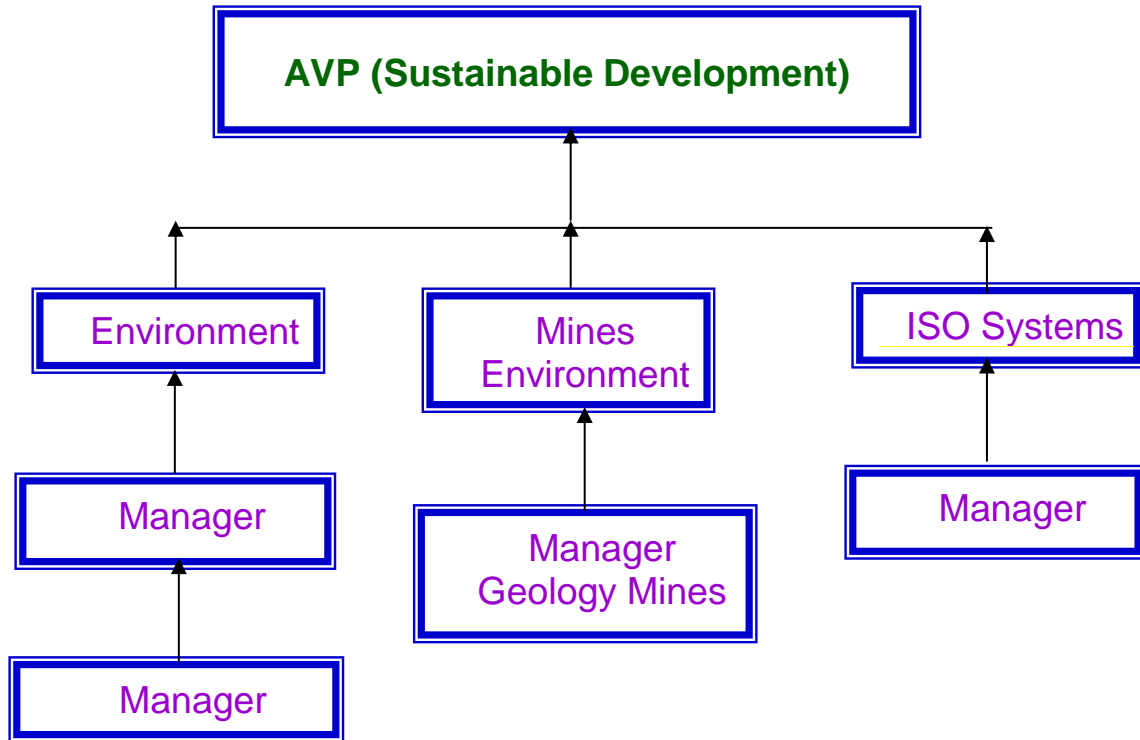 AVP (Sustainable Development)
Environment
Mines
Environment
ISO Systems
Manager
Manager
Geology Mines
Manager
Manager